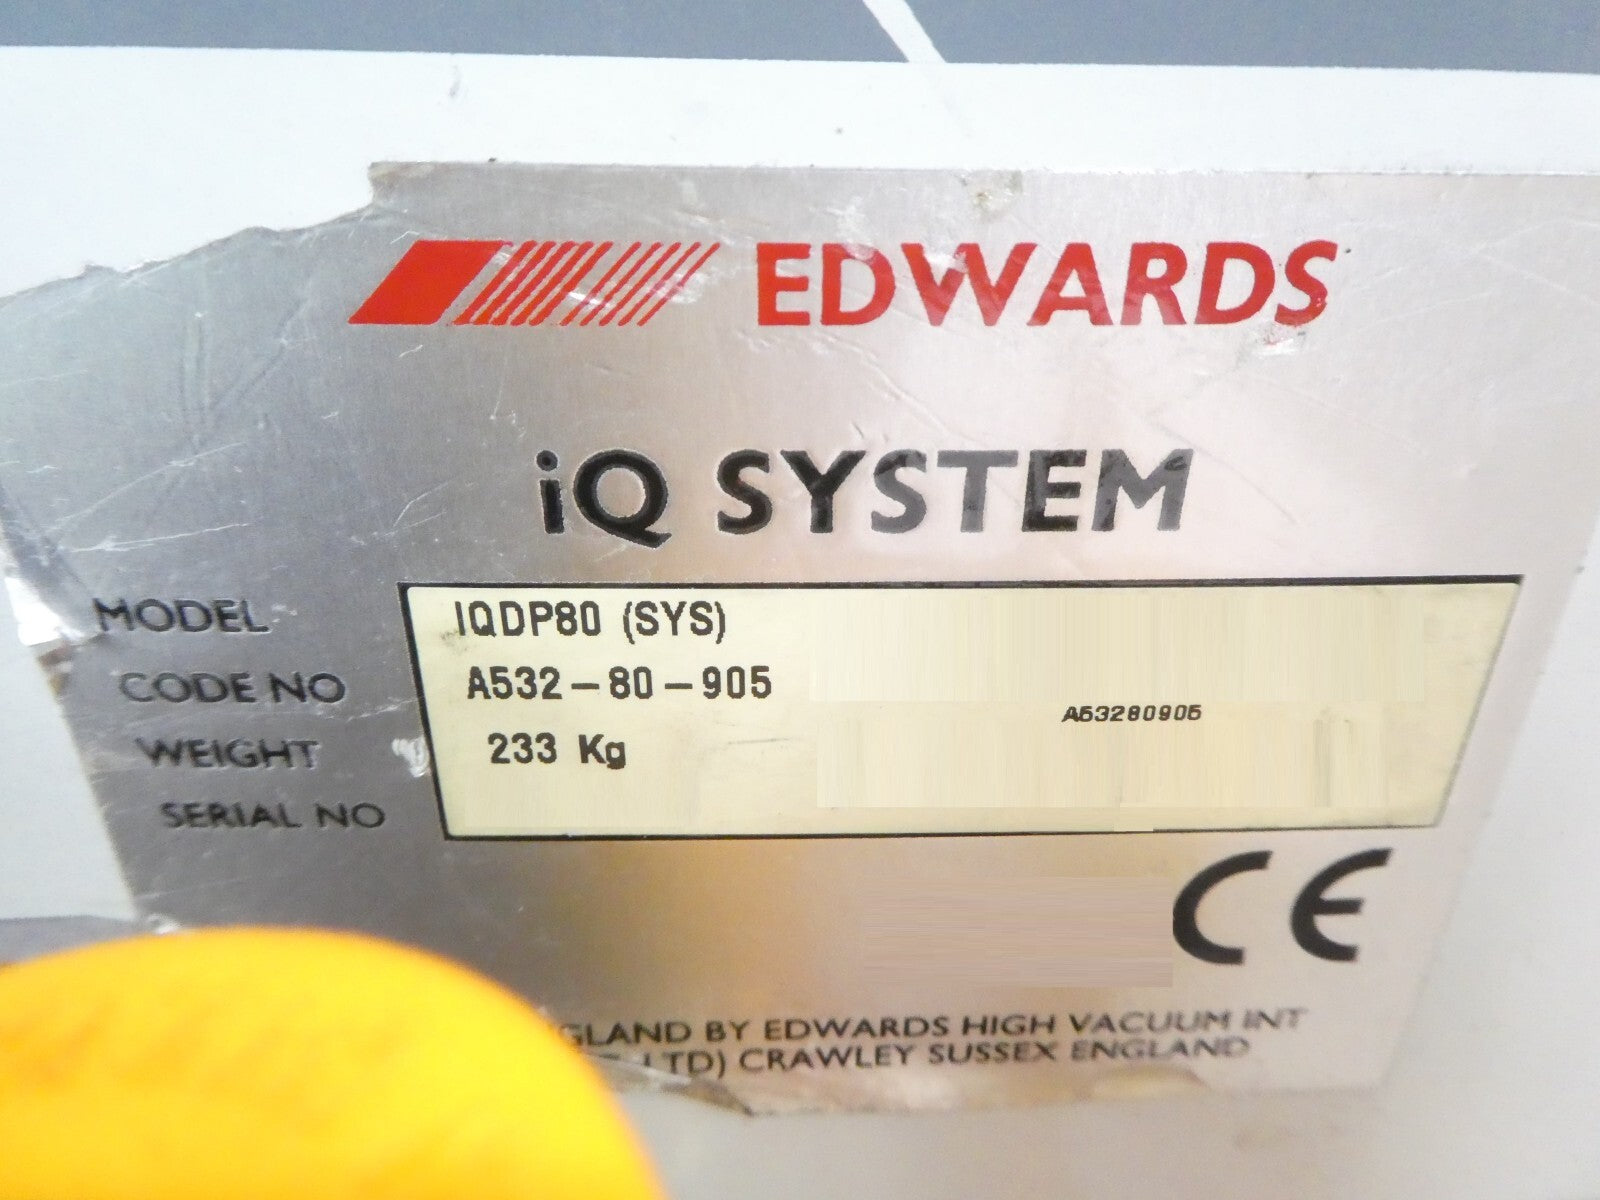 EDWARDS
iQ SYSTEM
MODEL IQDP80 (SYS)
CODE NO A532-80-905
A53280905
WEIGHT 233 Kg
SERIAL NO
CE
BY EDWARDS HIGH VACUUM INT
LTD) CRAWLEY SUSSEX ENGLAND